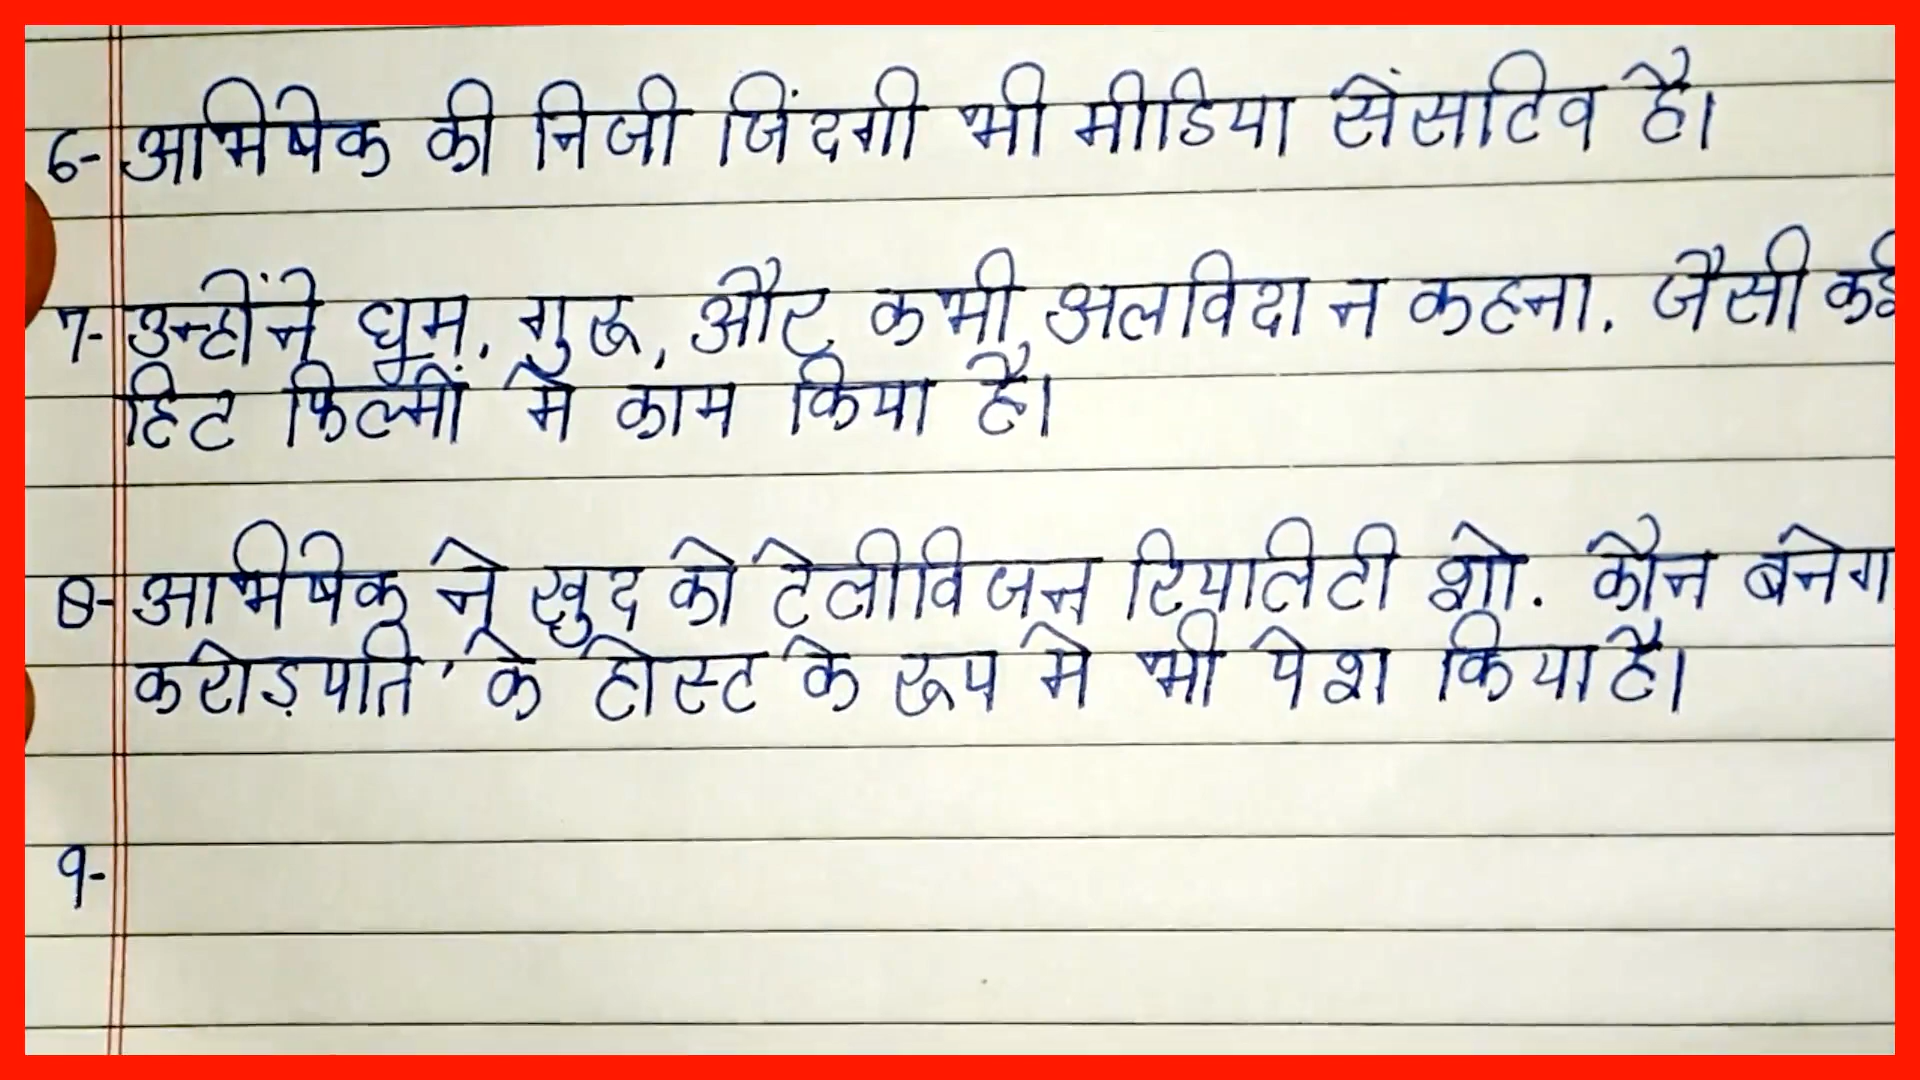 6- अभिषेक की निजी जिंदगी भी मीडिया सेंसटिव है।
7- उन्होंने धूम, गुरू, और कभी अलविदा न कहना. जैसी कई
हिट फिल्मों मे काम किया है।
8- अभिषेक ने खुद को टेलीविजन रियालिटी शो. कौन बनेगा
करोड़पति ' के होस्ट के रूप मे भी पेश किया है।
9-